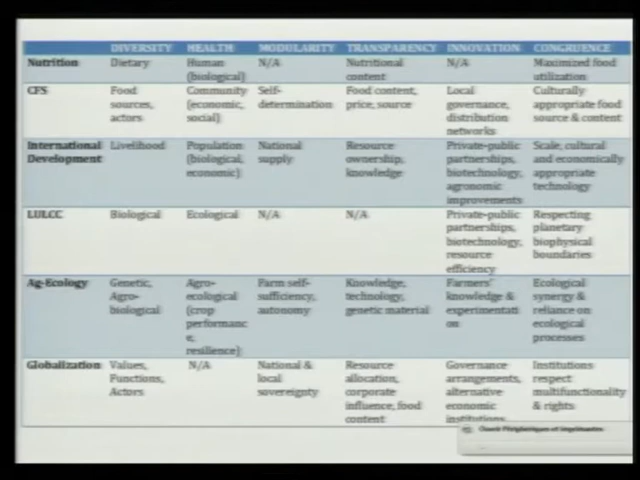 DIVERSITY HEALTH MODULARITY TRANSPARENCY INNOVATION CONGRUENCE
Nutrition Dietary Human N/A Nutritional N/A Maximized food
(biological) content utilization
CFS Food Community Self- Food content, Local Culturally
sources, (economic, determination price, source governance, appropriate food
actors social) distribution source & content
networks
International Livelihood Population National Resource Private-public Scale, cultural
Development (biological, supply ownership, partnerships, and economically
economic) knowledge biotechnology, appropriate
agronomic technology
improvements
LULCC Biological Ecological N/A N/A Private-public Respecting
partnerships, planetary
biotechnology, biophysical
resource boundaries
efficiency
Ag-Ecology Genetic, Agro- Farm self- Knowledge, Farmers' Ecological
Agro- ecological sufficiency, technology, knowledge & synergy &
biological (crop autonomy genetic material experimentati reliance on
performanc on ecological
e, processes
resilience)
Globalization Values, N/A National & Resource Governance Institutions
Functions, local allocation, arrangements, respect
Actors sovereignty corporate alternative multifunctionality
influence, food economic & rights
content institutions